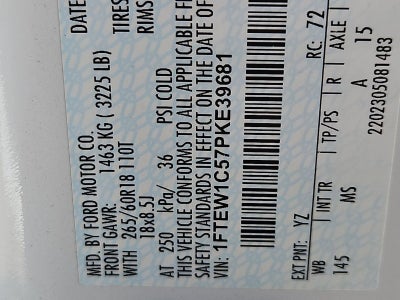 DATE
TIRES
RIMS
MFD. BY FORD MOTOR CO.
FRONT GAWR: 1463 KG ( 3225 LB)
WITH 265/60R18 110T
18x8.5J
AT 250 kPa/ 36 PSI COLD
THIS VEHICLE CONFORMS TO ALL APPLICABLE
SAFETY STANDARDS IN EFFECT ON THE DATE OF
VIN: 1FTEW1C57PKE39681
EXT PNT: YZ RC: 72
WB INT TR TP/PS R AXLE
145 MS A 15
2202305081483